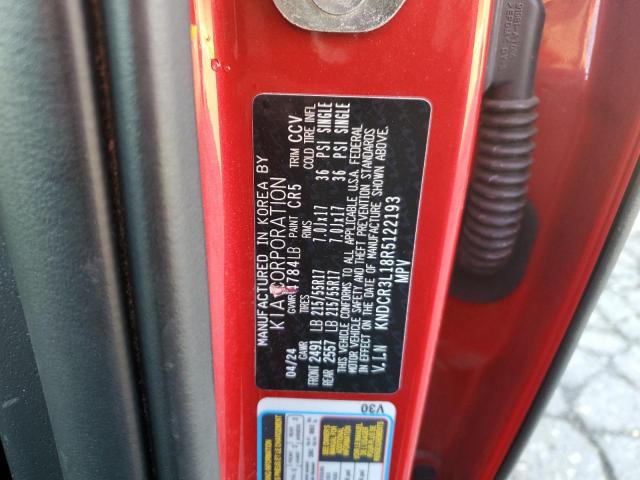 MANUFACTURED IN KOREA BY
KIA CORPORATION
04/24 GVWR 4784LB PAINT CR5 TRIM CCV
GAWR TIRES RIMS COLD TIRE INFL
FRONT 2491 LB 215/55R17 7.0Jx17 36 PSI SINGLE
REAR 2557 LB 215/55R17 7.0Jx17 36 PSI SINGLE
THIS VEHICLE CONFORMS TO ALL APPLICABLE U.S.A. FEDERAL
MOTOR VEHICLE SAFETY AND THEFT PREVENTION STANDARDS
IN EFFECT ON THE DATE OF MANUFACTURE SHOWN ABOVE.
V.I.N KNDCR3L18R5122193
MPV
V30